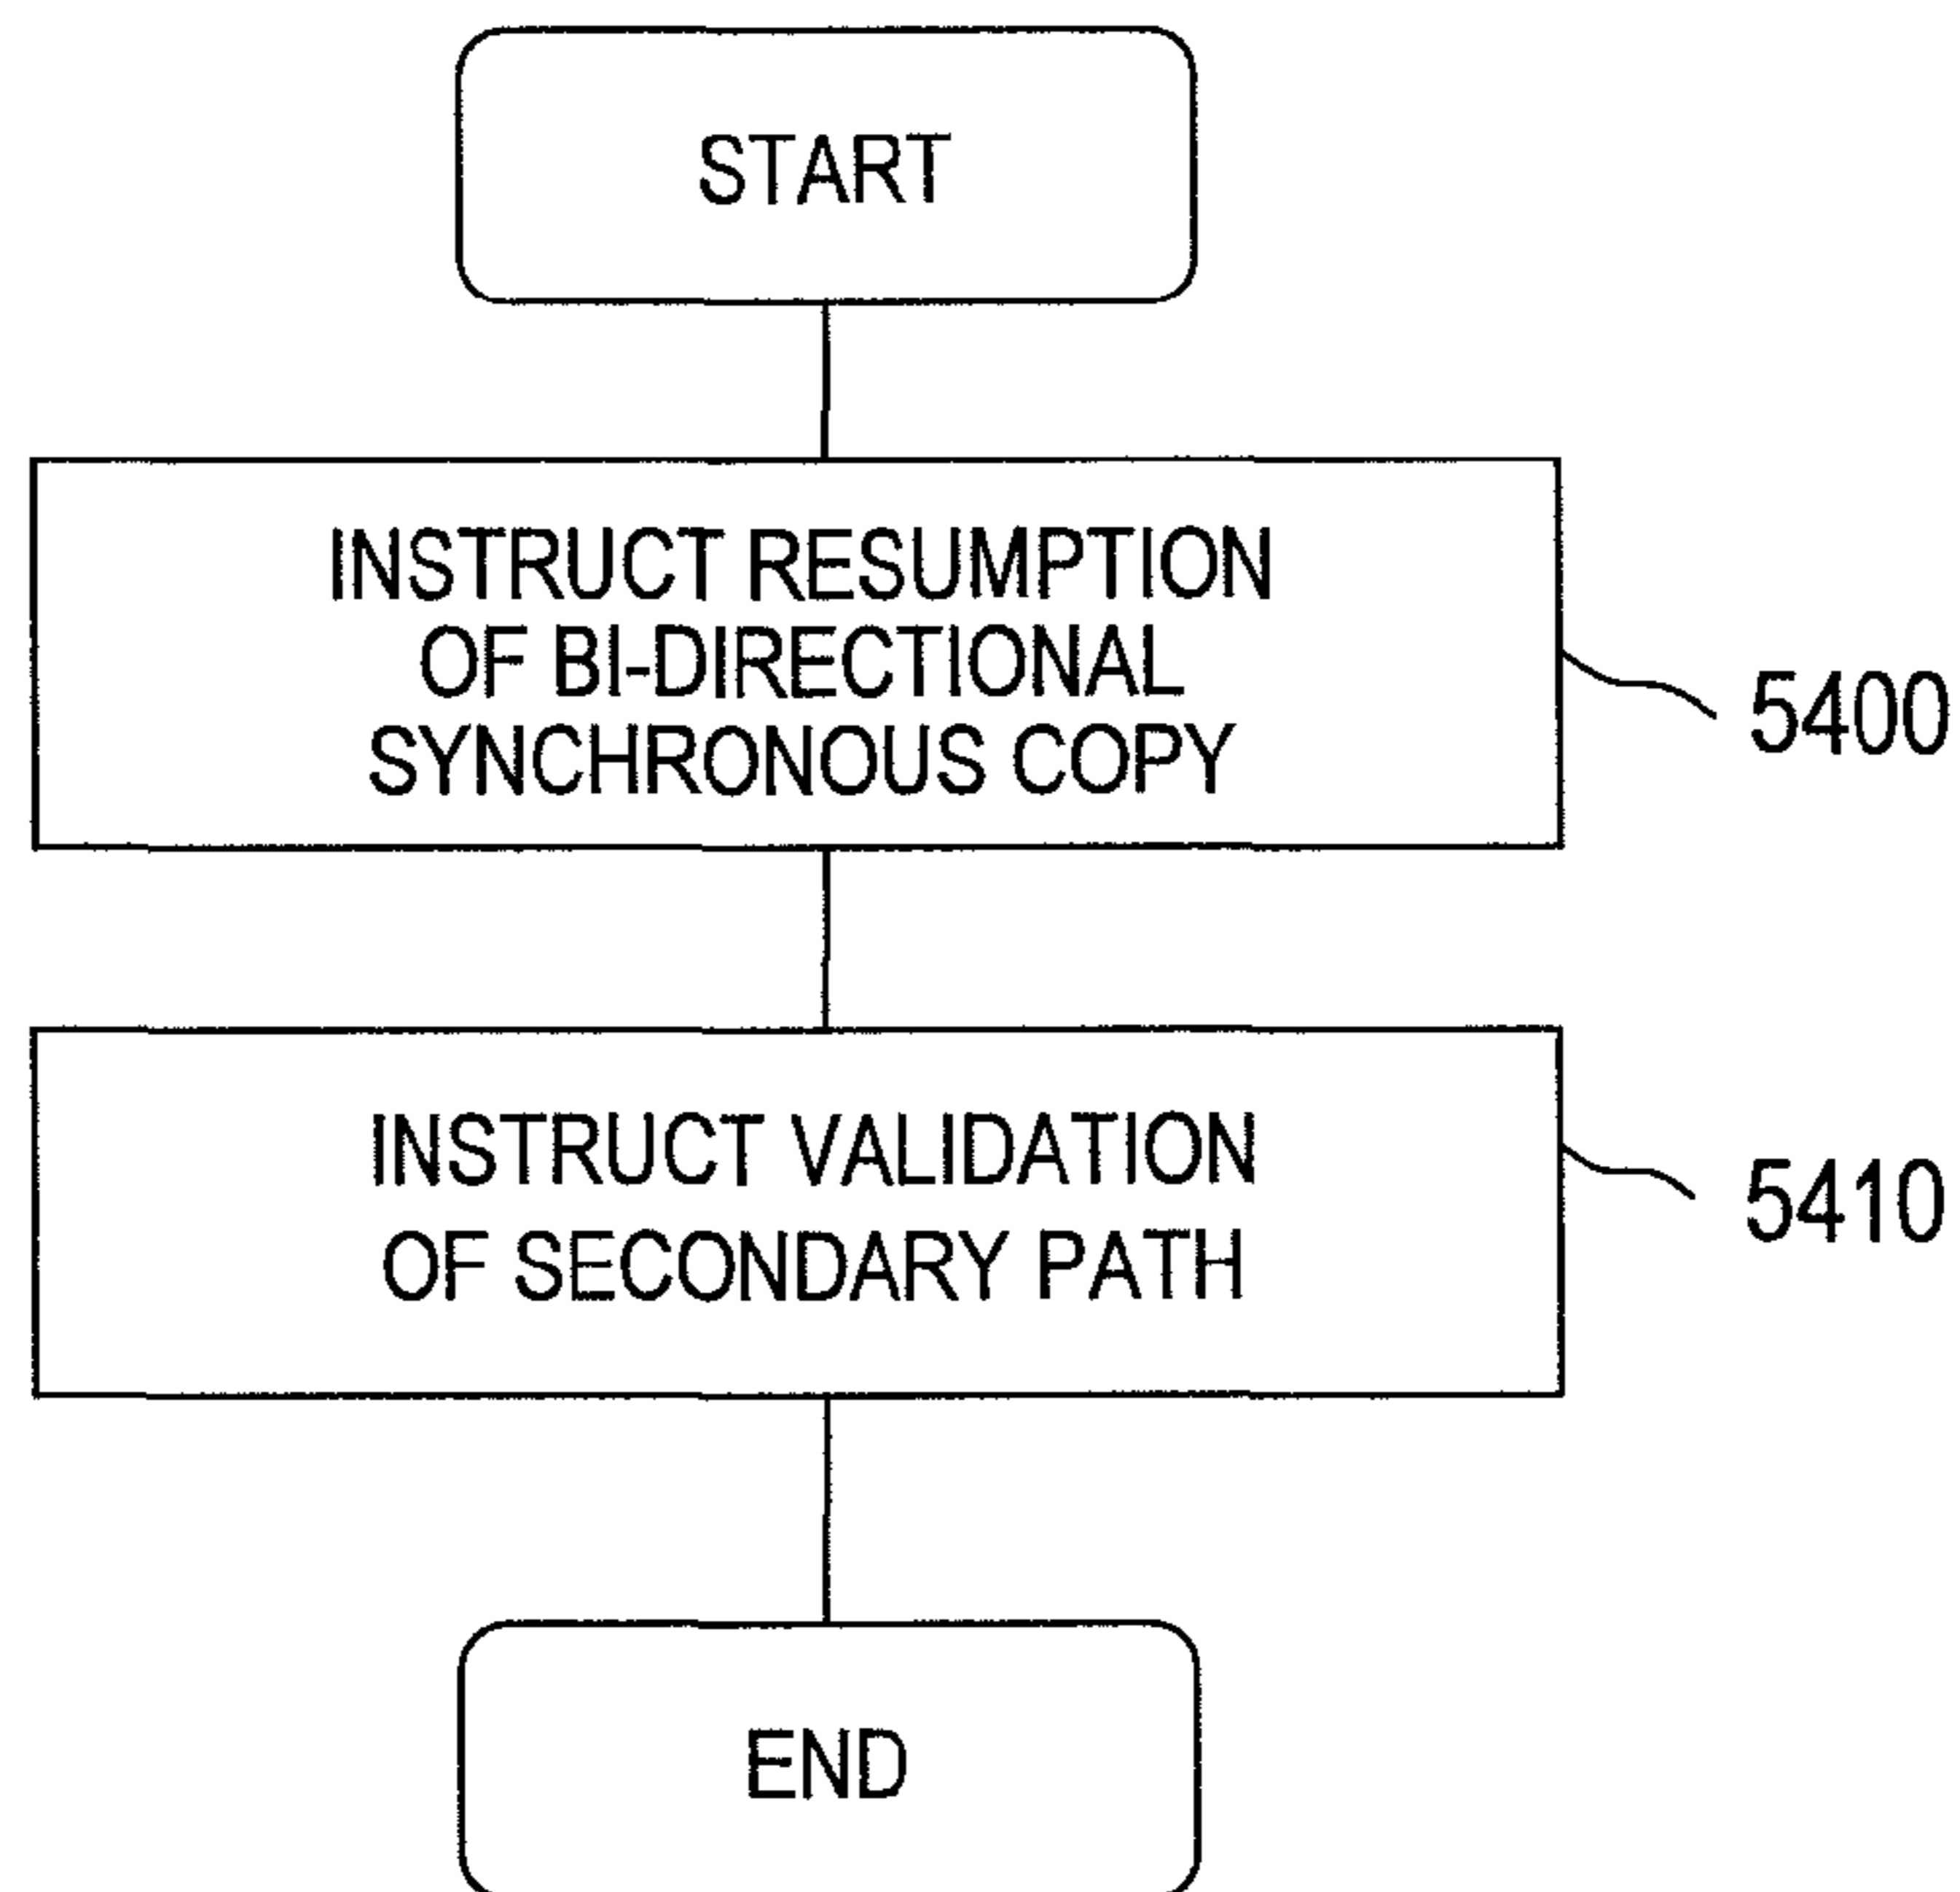 START
INSTRUCT RESUMPTION
OF BI-DIRECTIONAL
SYNCHRONOUS COPY
5400
INSTRUCT VALIDATION
OF SECONDARY PATH
5410
END